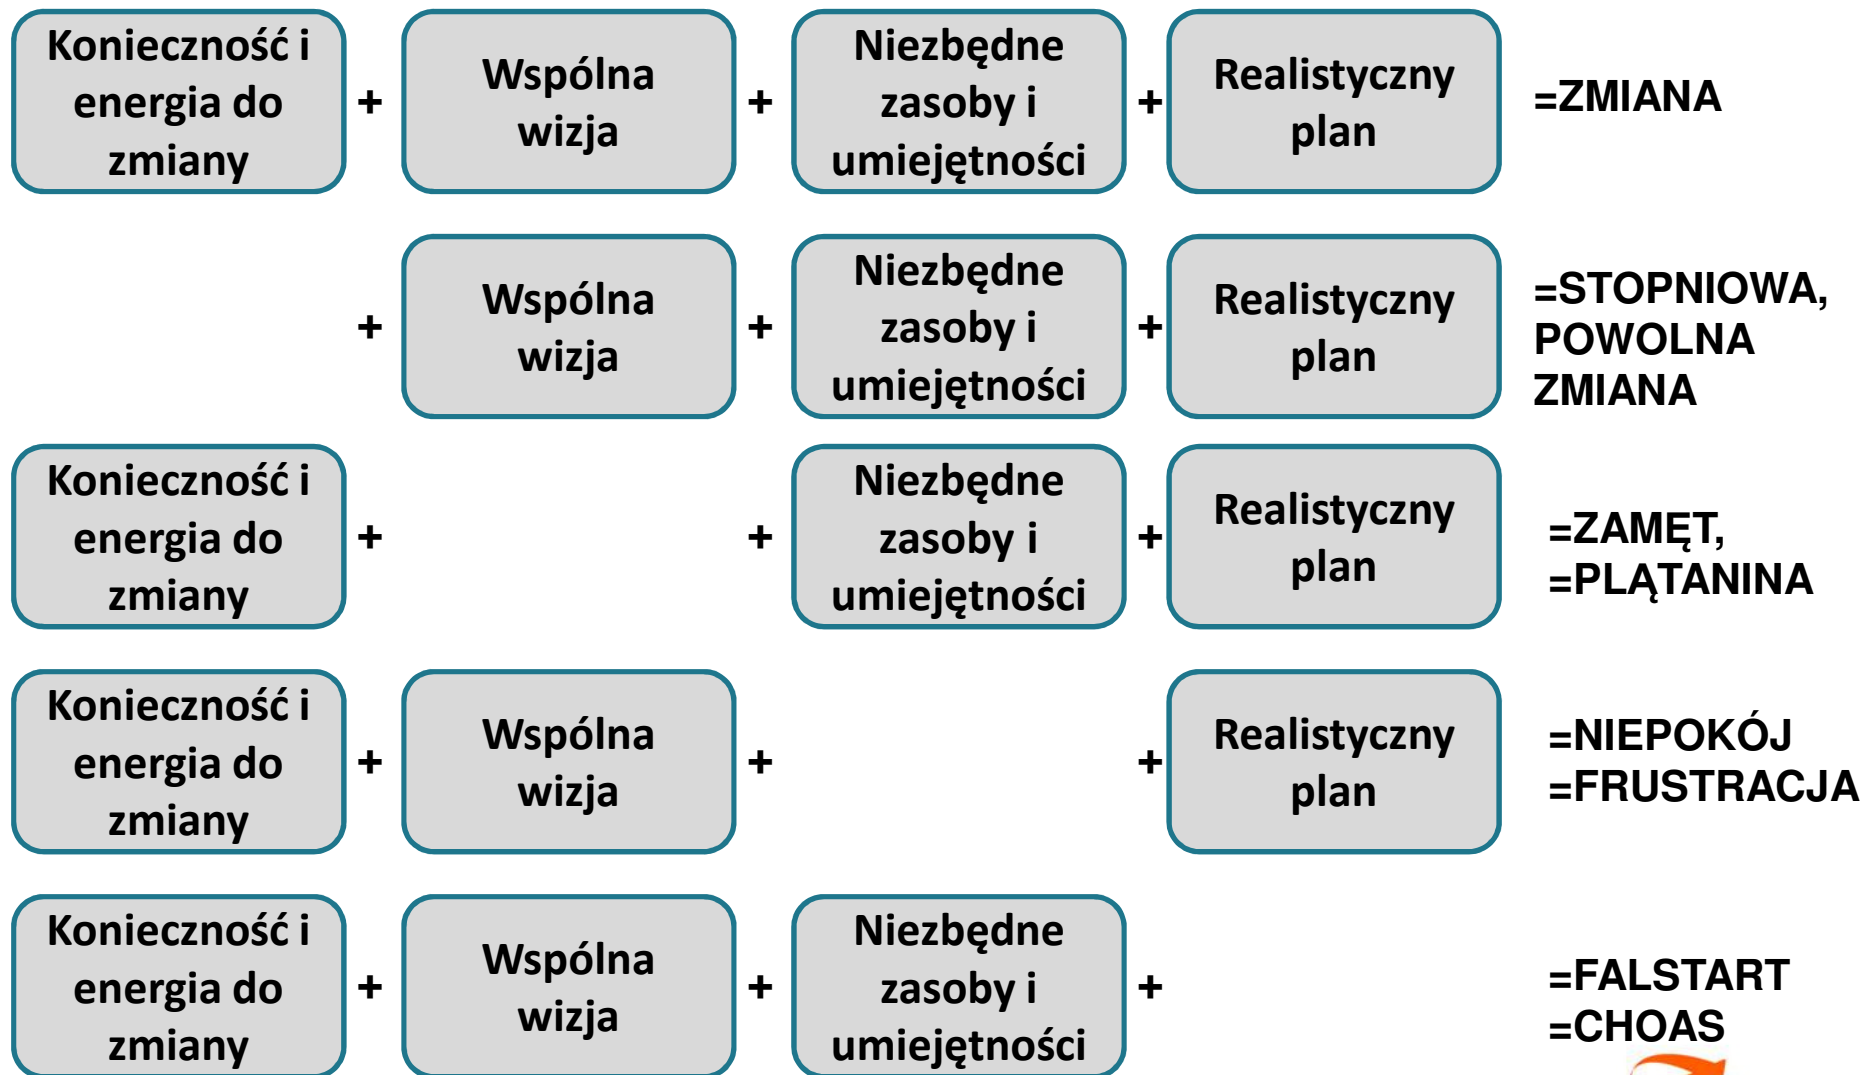 Konieczność i
energia do
zmiany
+
Wspólna
wizja
+
Niezbędne
zasoby i
umiejętności
+
Realistyczny
plan
=ZMIANA
+
Wspólna
wizja
+
Niezbędne
zasoby i
umiejętności
+
Realistyczny
plan
=STOPNIOWA,
POWOLNA
ZMIANA
Konieczność i
energia do
zmiany
+
+
Niezbędne
zasoby i
umiejętności
+
Realistyczny
plan
=ZAMĘT,
=PLĄTANINA
Konieczność i
energia do
zmiany
+
Wspólna
wizja
+
+
Realistyczny
plan
=NIEPOKÓJ
=FRUSTRACJA
Konieczność i
energia do
zmiany
+
Wspólna
wizja
+
Niezbędne
zasoby i
umiejętności
+
=FALSTART
=CHOAS